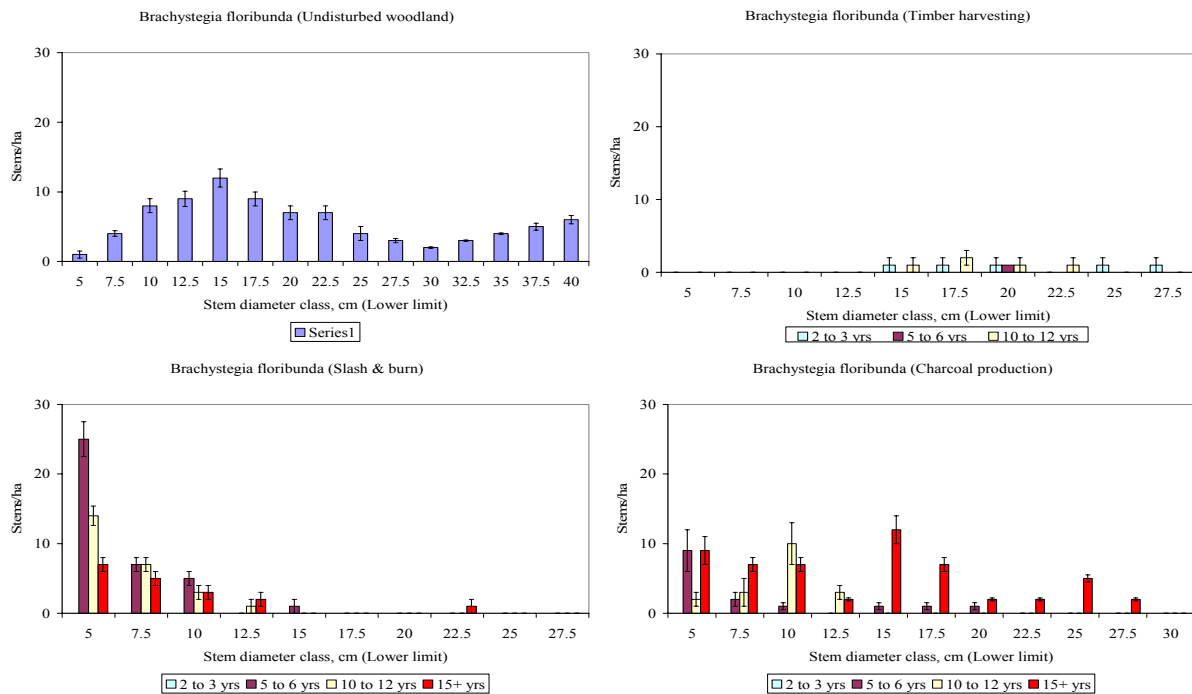 Brachystegia floribunda (Undisturbed woodland)
30
20
10
0
Stems/ha
5 7.5 10 12.5 15 17.5 20 22.5 25 27.5 30 32.5 35 37.5 40
Stem diameter class, cm (Lower limit)
Series1
Brachystegia floribunda (Timber harvesting)
30
20
10
0
Stems/ha
5 7.5 10 12.5 15 17.5 20 22.5 25 27.5
Stem diameter class, cm (Lower limit)
2 to 3 yrs 5 to 6 yrs 10 to 12 yrs
Brachystegia floribunda (Slash & burn)
30
20
10
0
Stems/ha
5 7.5 10 12.5 15 17.5 20 22.5 25 27.5
Stem diameter class, cm (Lower limit)
2 to 3 yrs 5 to 6 yrs 10 to 12 yrs 15+ yrs
Brachystegia floribunda (Charcoal production)
30
20
10
0
Stems/ha
5 7.5 10 12.5 15 17.5 20 22.5 25 27.5 30
Stem diameter class, cm (Lower limit)
2 to 3 yrs 5 to 6 yrs 10 to 12 yrs 15+ yrs